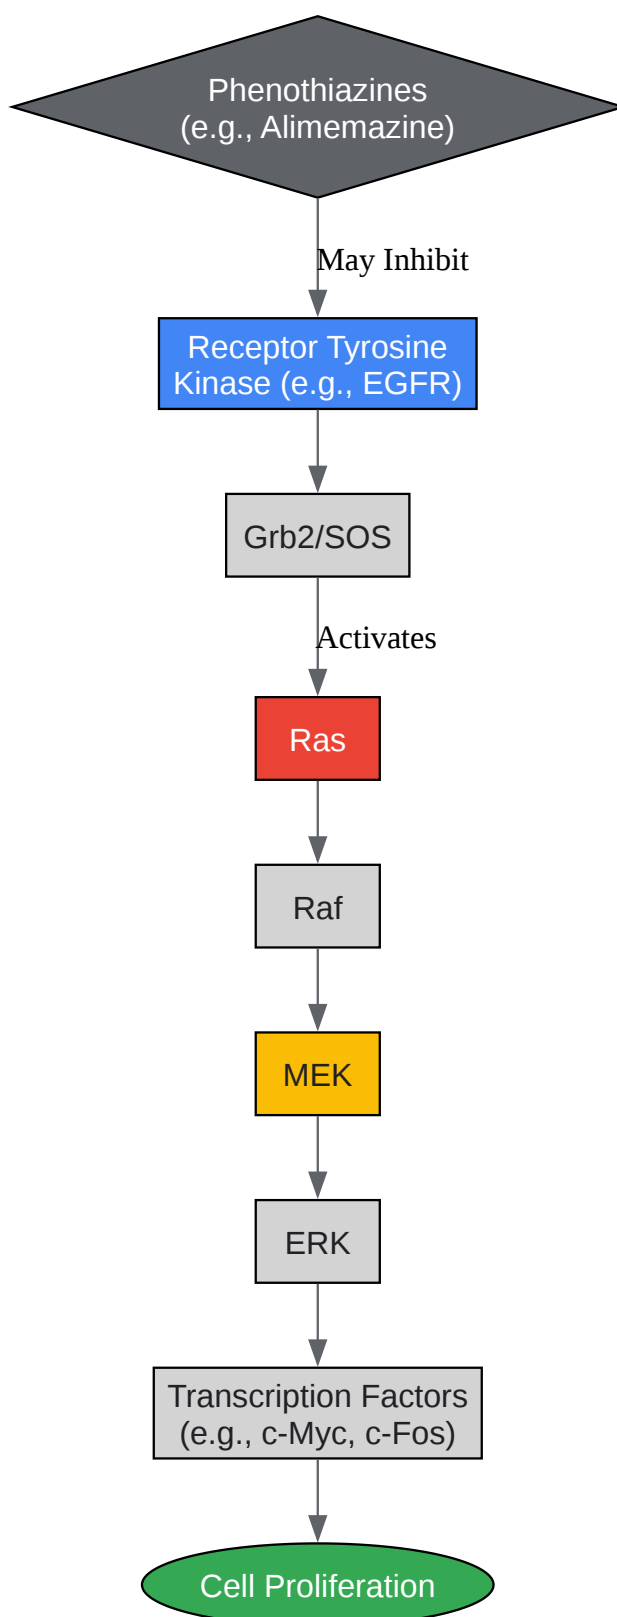 Phenothiazines
(e.g., Alimemazine)
May Inhibit
Receptor Tyrosine
Kinase (e.g., EGFR)
Grb2/SOS
Activates
Ras
Raf
MEK
ERK
Transcription Factors
(e.g., c-Myc, c-Fos)
Cell Proliferation